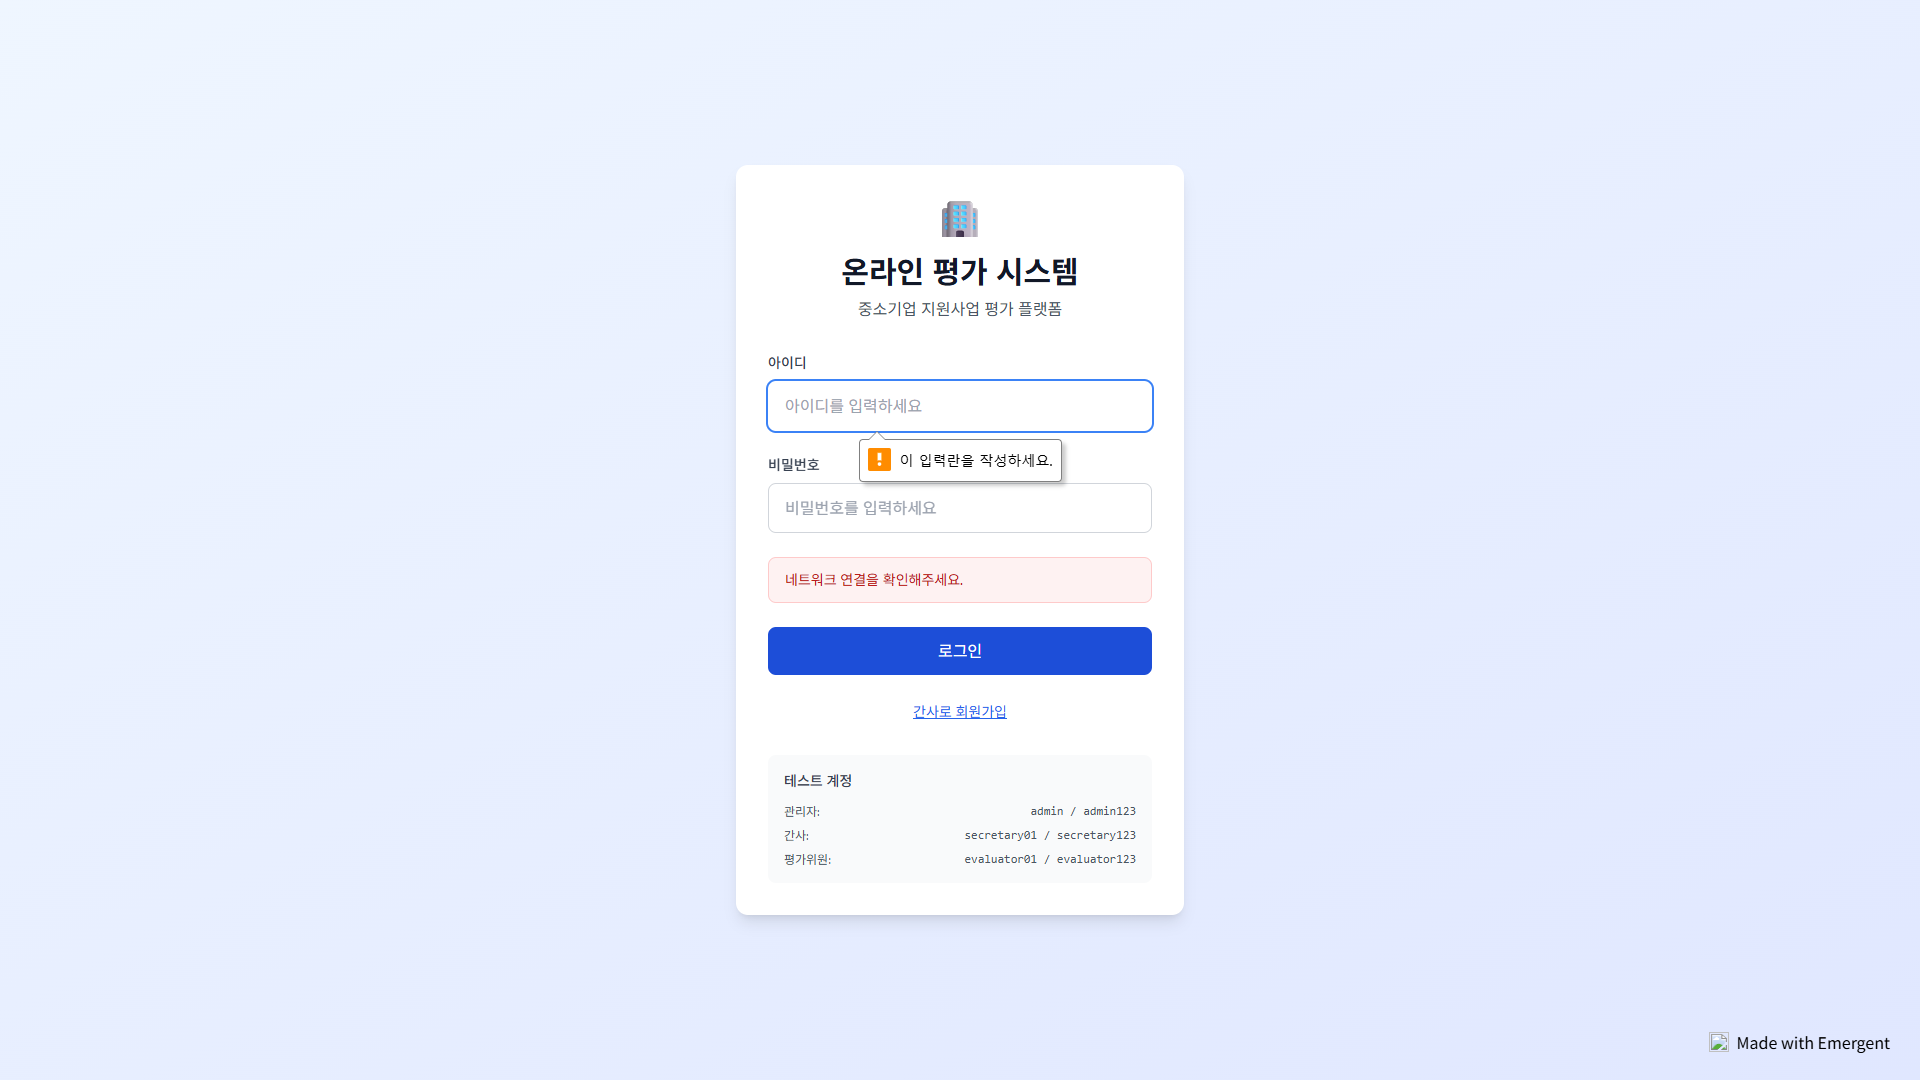 온라인 평가 시스템
중소기업 지원사업 평가 플랫폼
아이디
아이디를 입력하세요
이 입력란을 작성하세요.
비밀번호
비밀번호를 입력하세요
네트워크 연결을 확인해주세요.
로그인
간사로 회원가입
테스트 계정
관리자: admin / admin123
간사: secretary01 / secretary123
평가위원: evaluator01 / evaluator123
Made with Emergent